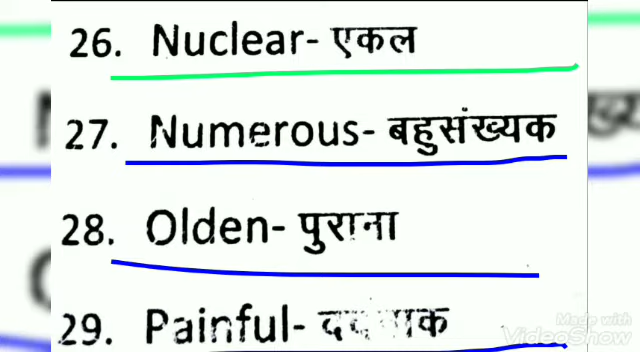 26. Nuclear- एकल
27. Numerous- बहुसंख्यक
28. Olden- पुराना
29. Painful-
Made with
VideoShow